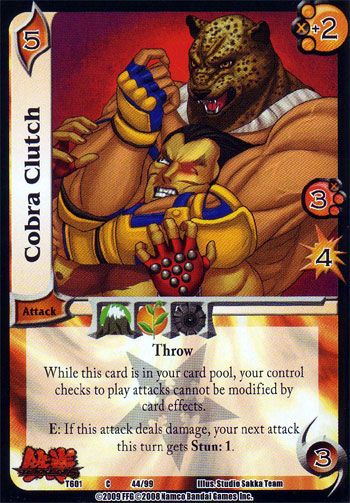 5
+2
Cobra Clutch
3
4
Attack
Throw
While this card is in your card pool, your control
checks to play attacks cannot be modified by
card effects.
E: If this attack deals damage, your next attack
this turn gets Stun: 1.
3
T601 C 44/99 Illus. Studio Sakka Team
©2009 FFG ©2008 Namco Bandai Games Inc.